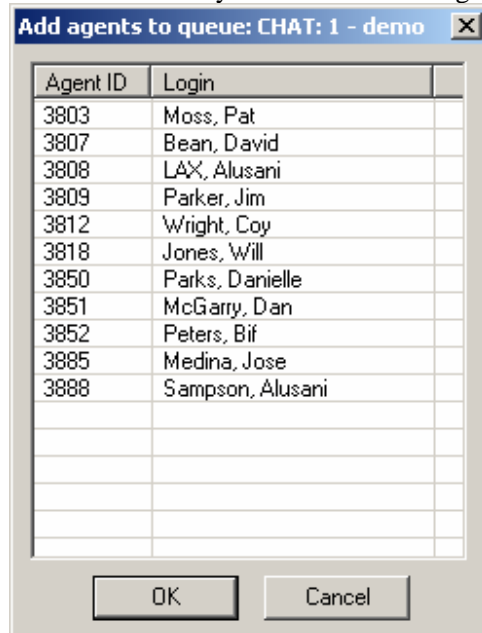 Add agents to queue: CHAT: 1 - demo
Agent ID Login
3803 Moss, Pat
3807 Bean, David
3808 LAX, Alusani
3809 Parker, Jim
3812 Wright, Coy
3818 Jones, Will
3850 Parks, Danielle
3851 McGarry, Dan
3852 Peters, Bif
3885 Medina, Jose
3888 Sampson, Alusani
OK Cancel